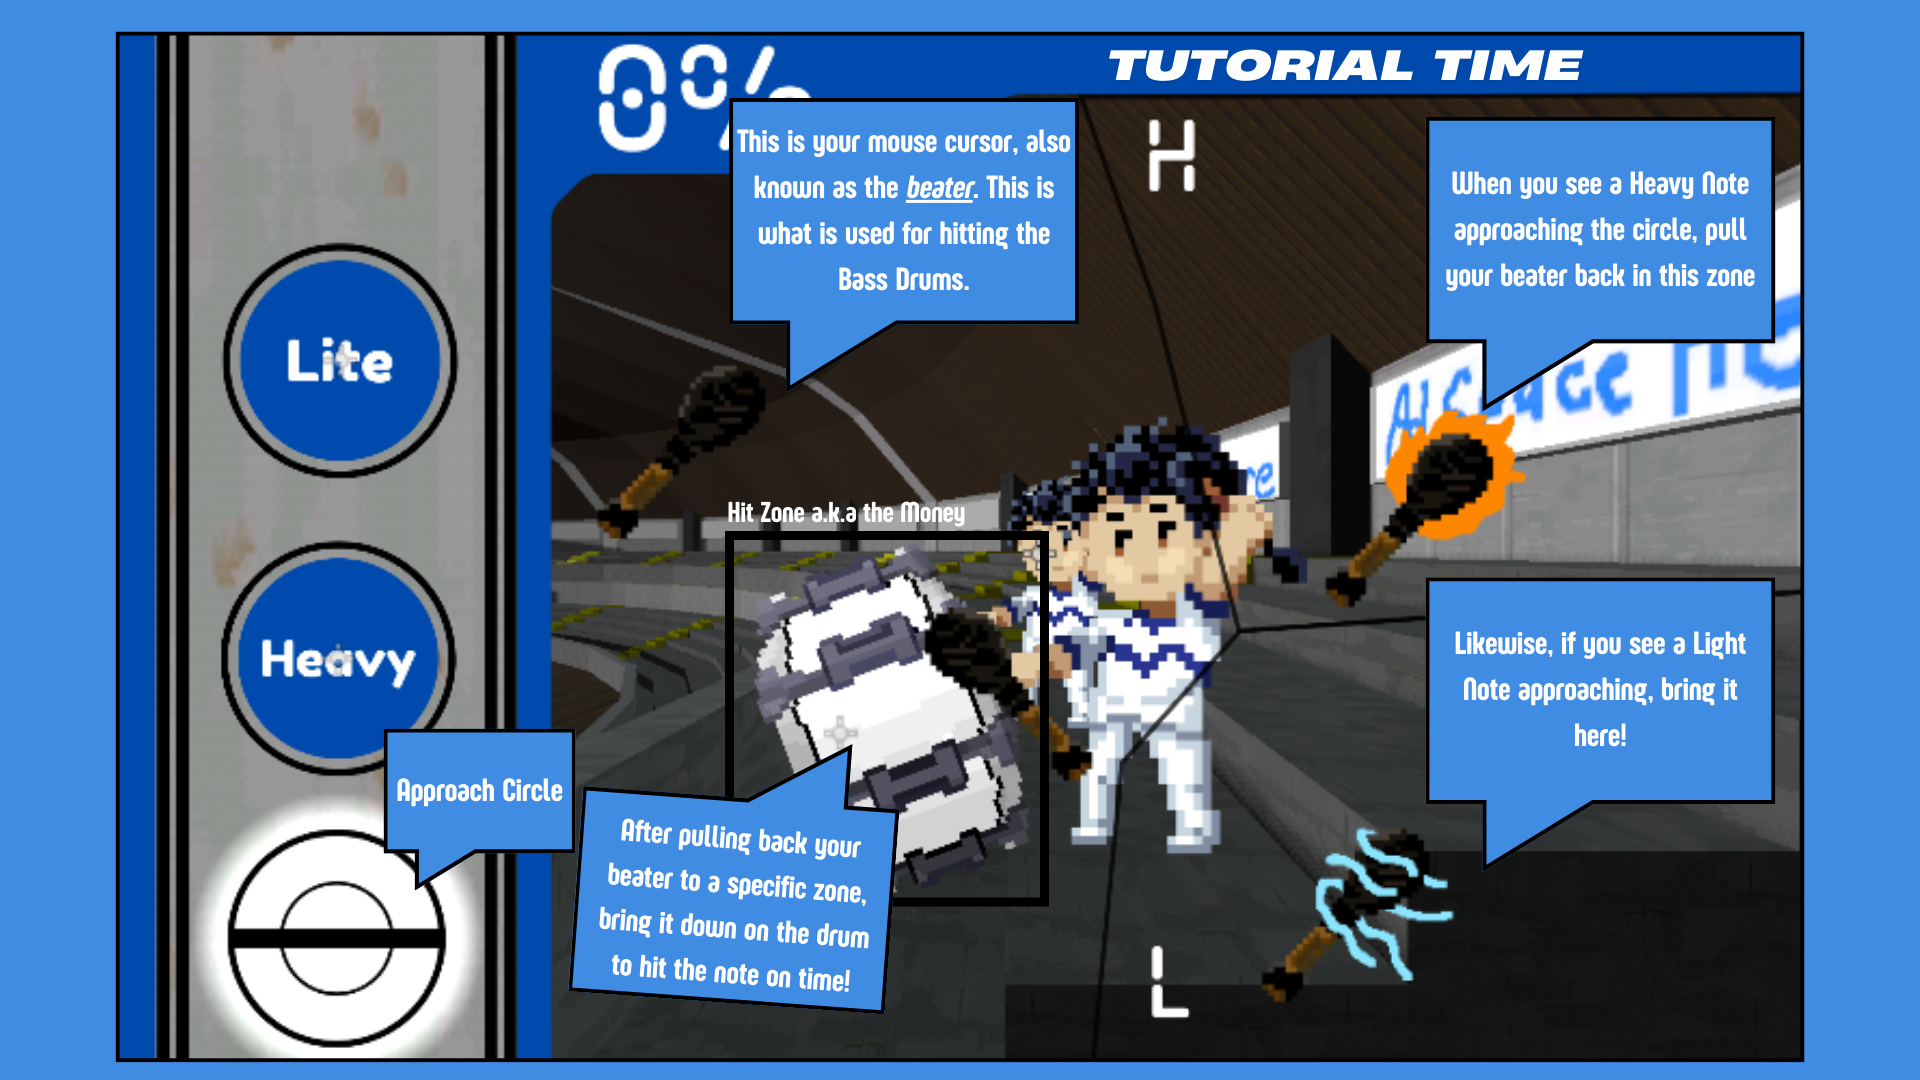 TUTORIAL TIME
0%
This is your mouse cursor, also
known as the beater. This is
what is used for hitting the
Bass Drums.
H
When you see a Heavy Note
approaching the circle, pull
your beater back in this zone
Lite
Hit Zone a.k.a the Money
Heavy
Likewise, if you see a Light
Note approaching, bring it
here!
Approach Circle
After pulling back your
beater to a specific zone,
bring it down on the drum
to hit the note on time!
L